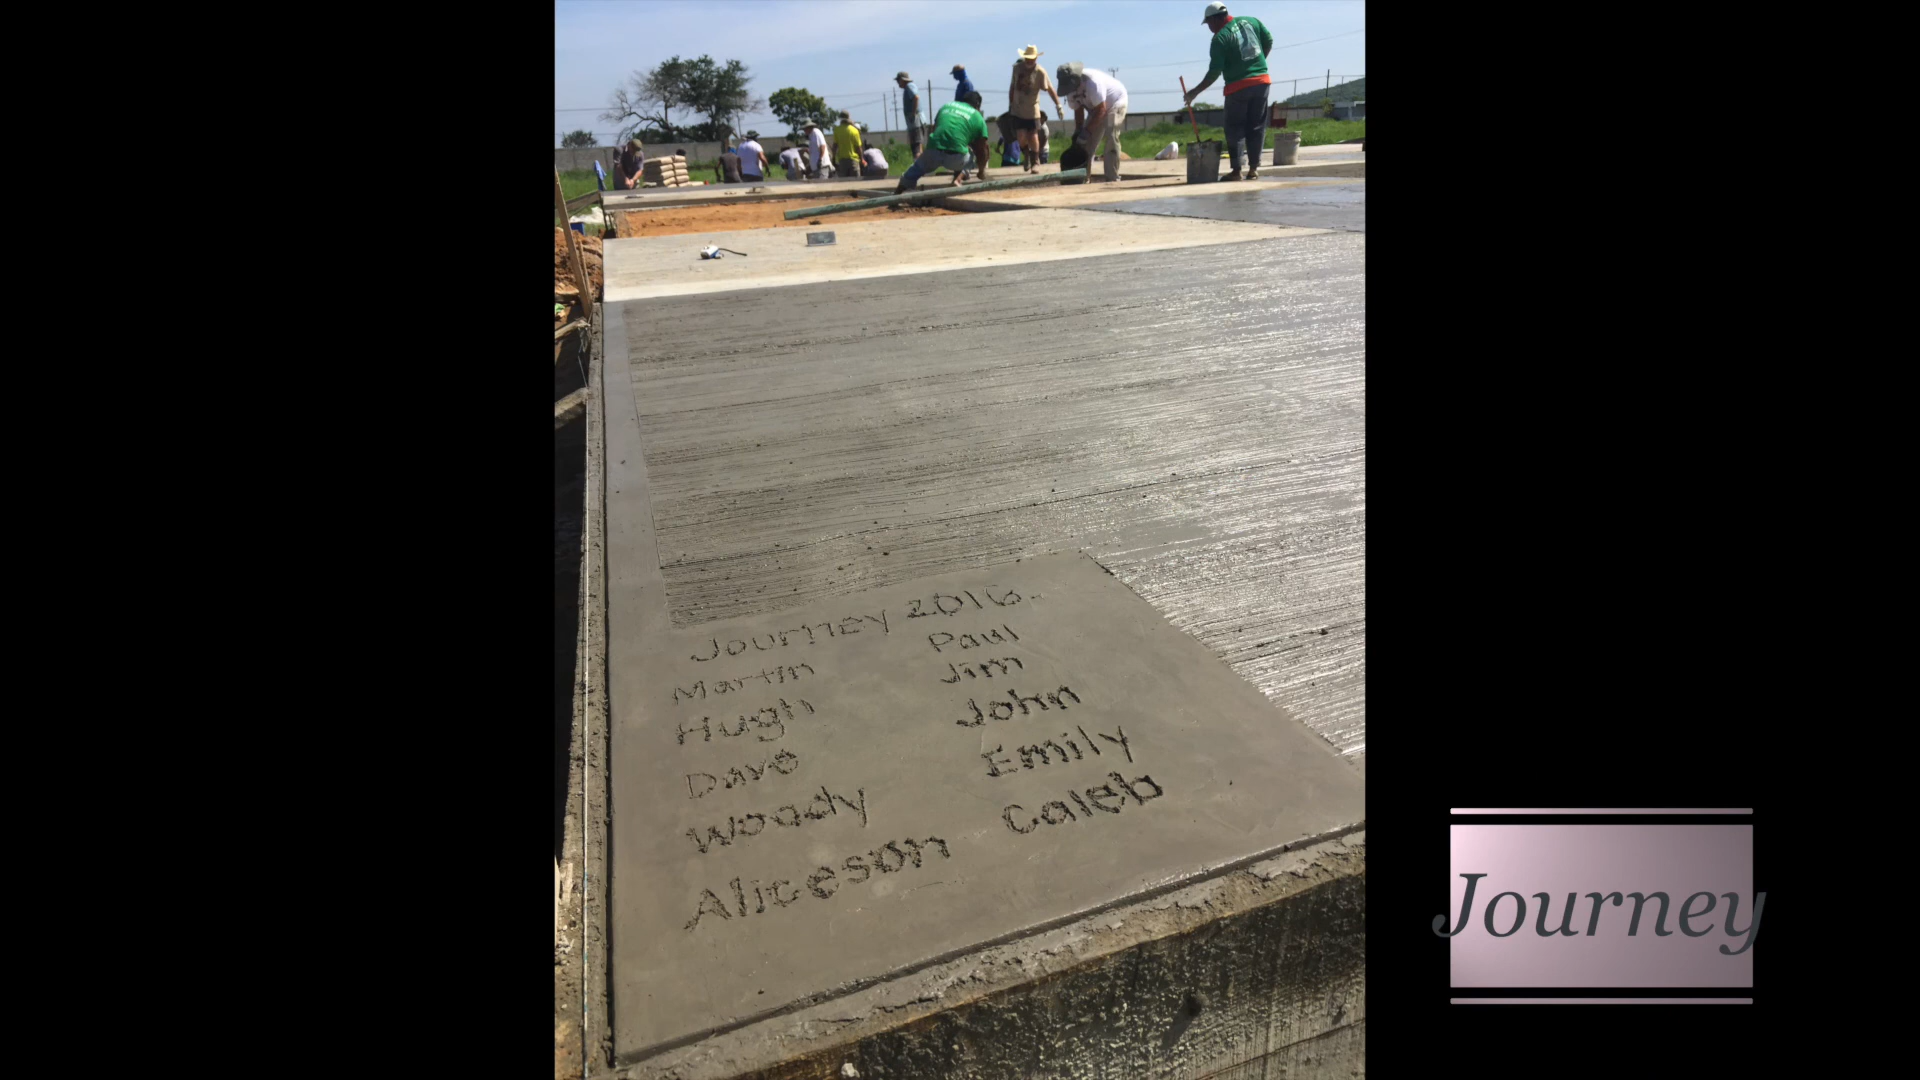 Journey 2016.
Martin Paul
Hugh Jim
Dave John
Woody Emily
Aliceson Caleb
Journey